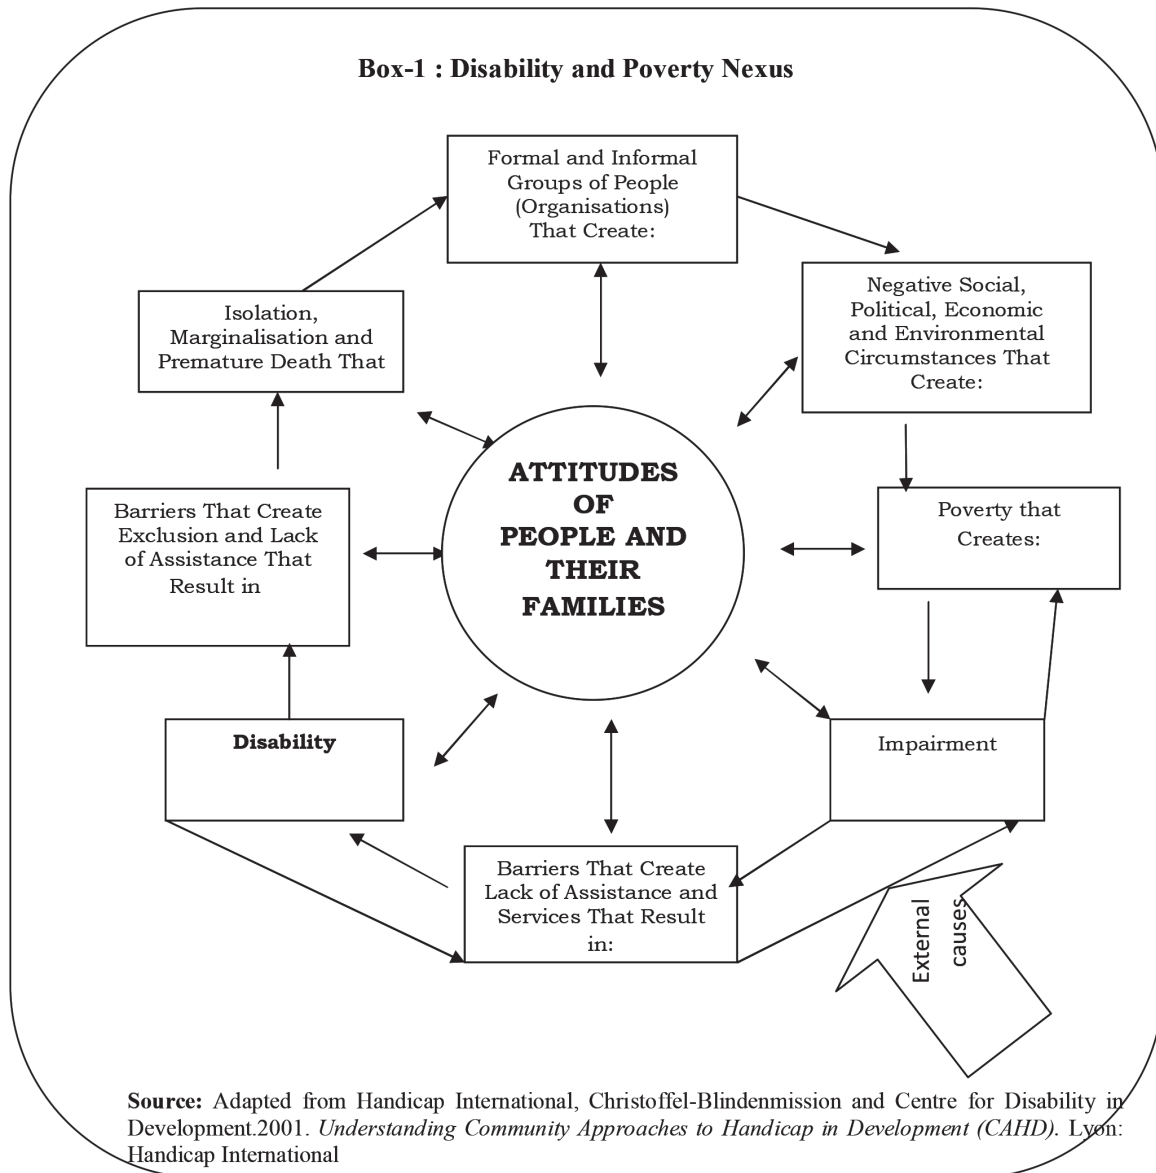 Box-1 : Disability and Poverty Nexus
Formal and Informal
Groups of People
(Organisations)
That Create:
Isolation,
Marginalisation and
Premature Death That
Negative Social,
Political, Economic
and Environmental
Circumstances That
Create:
ATTITUDES
OF
PEOPLE AND
THEIR
FAMILIES
Barriers That Create
Exclusion and Lack
of Assistance That
Result in
Poverty that
Creates:
Disability
Impairment
Barriers That Create
Lack of Assistance and
Services That Result
in:
External
causes
Source: Adapted from Handicap International, Christoffel-Blindenmission and Centre for Disability in
Development.2001. Understanding Community Approaches to Handicap in Development (CAHD). Lyon:
Handicap International